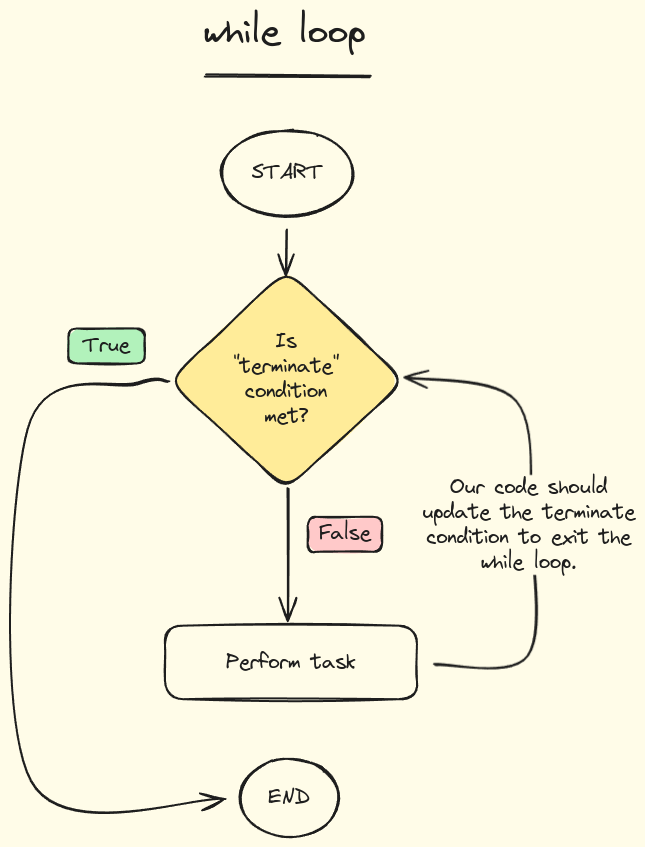 while loop
START
Is
"terminate"
condition
met?
True
False
Our code should
update the terminate
condition to exit the
while loop.
Perform task
END